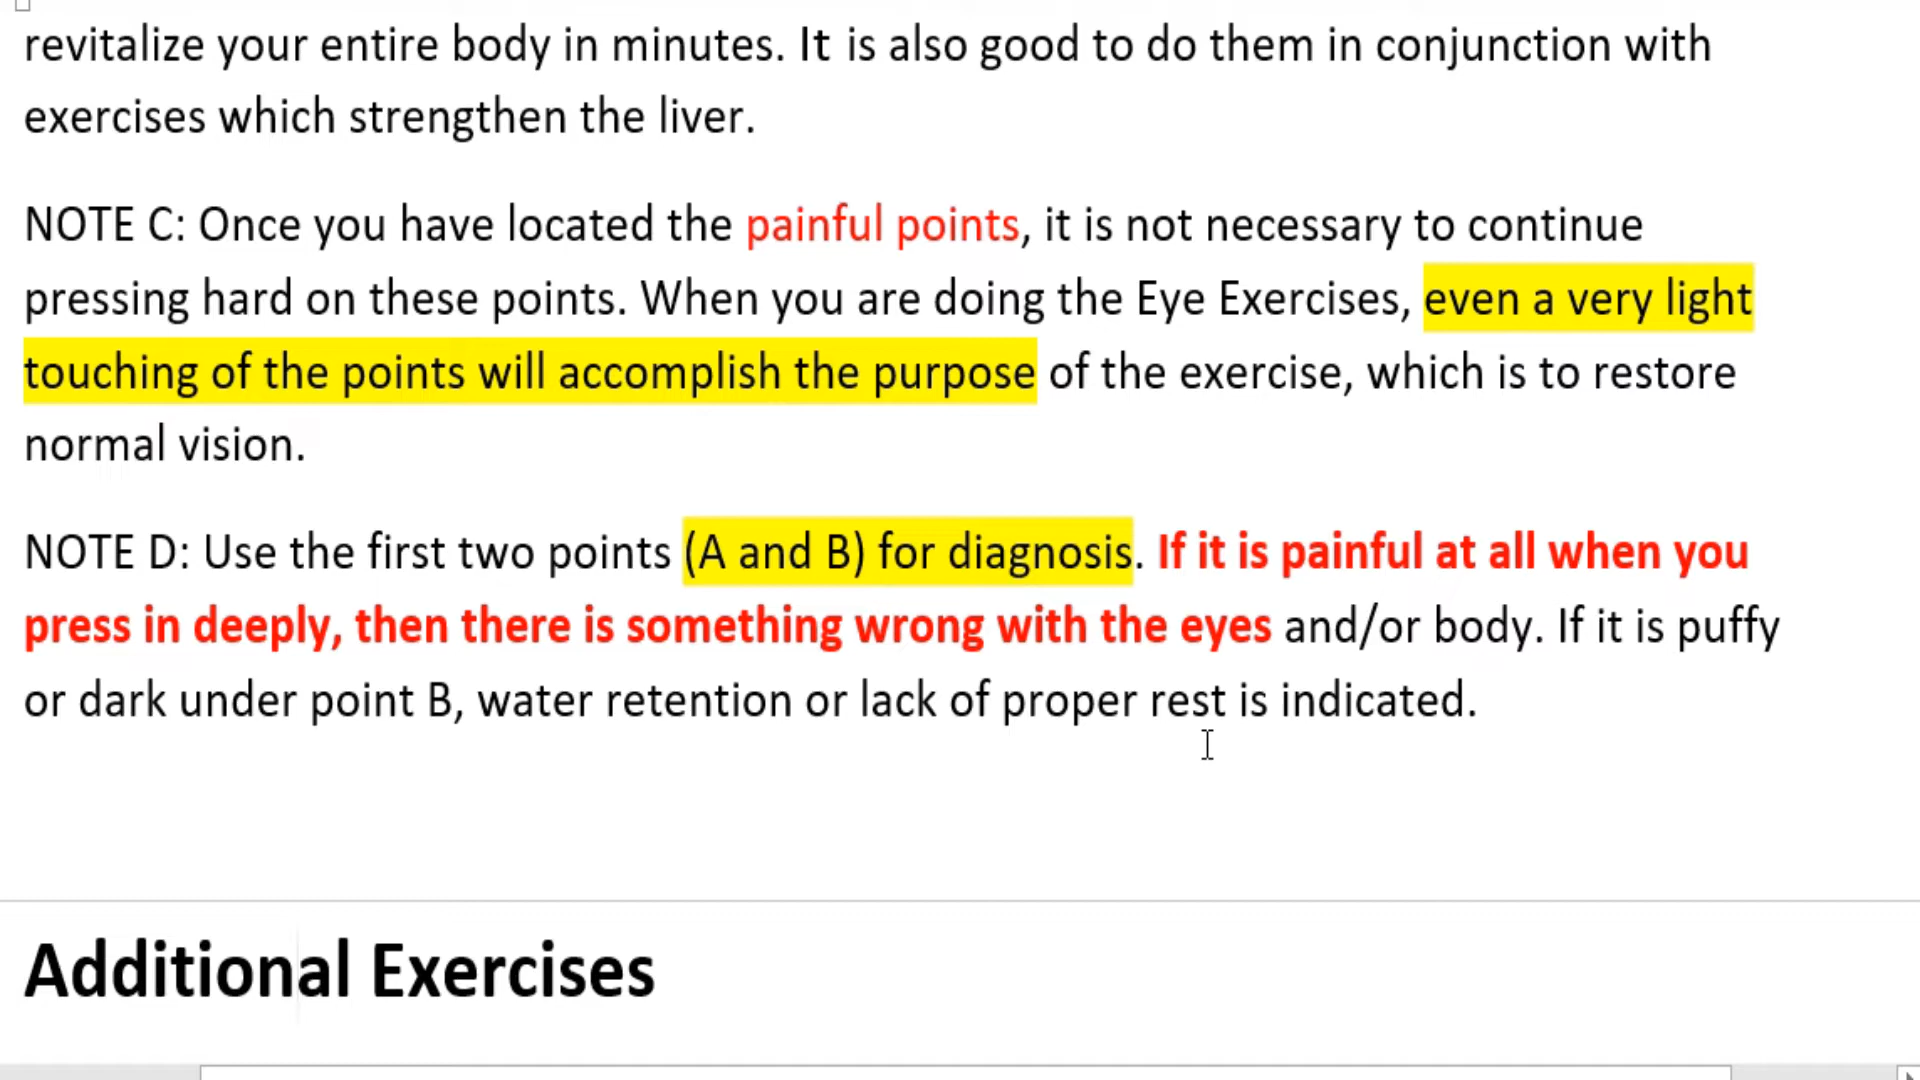 revitalize your entire body in minutes. It is also good to do them in conjunction with
exercises which strengthen the liver.
NOTE C: Once you have located the painful points, it is not necessary to continue
pressing hard on these points. When you are doing the Eye Exercises, even a very light
touching of the points will accomplish the purpose of the exercise, which is to restore
normal vision.
NOTE D: Use the first two points (A and B) for diagnosis. If it is painful at all when you
press in deeply, then there is something wrong with the eyes and/or body. If it is puffy
or dark under point B, water retention or lack of proper rest is indicated.
Additional Exercises